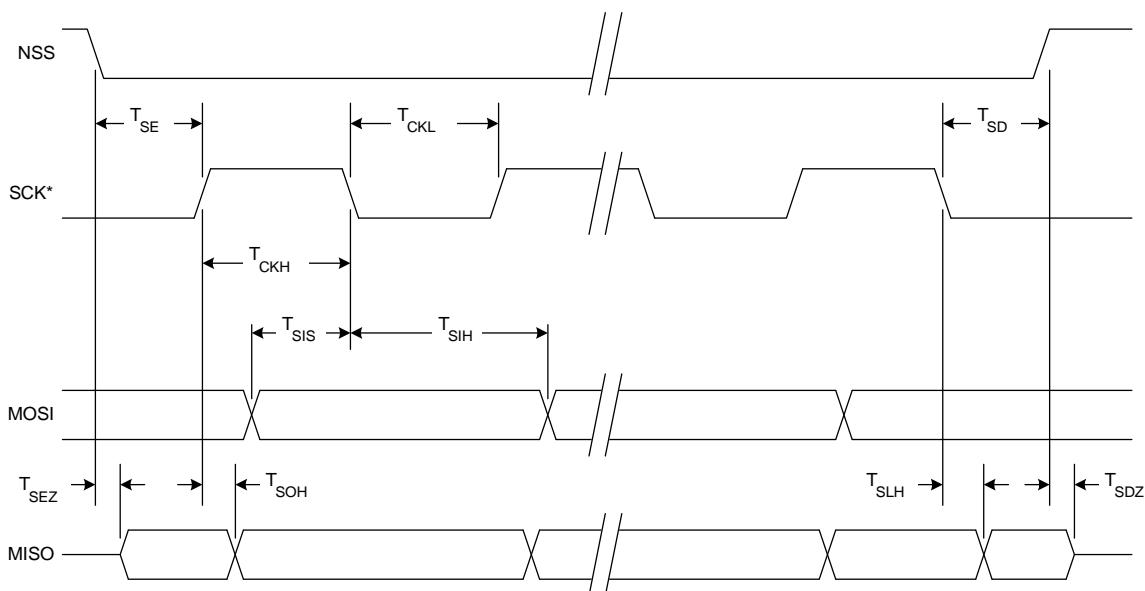 NSS
T_SE
T_CKL
T_SD
SCK*
T_CKH
T_SIS
T_SIH
MOSI
T_SEZ
T_SOH
T_SLH
T_SDZ
MISO